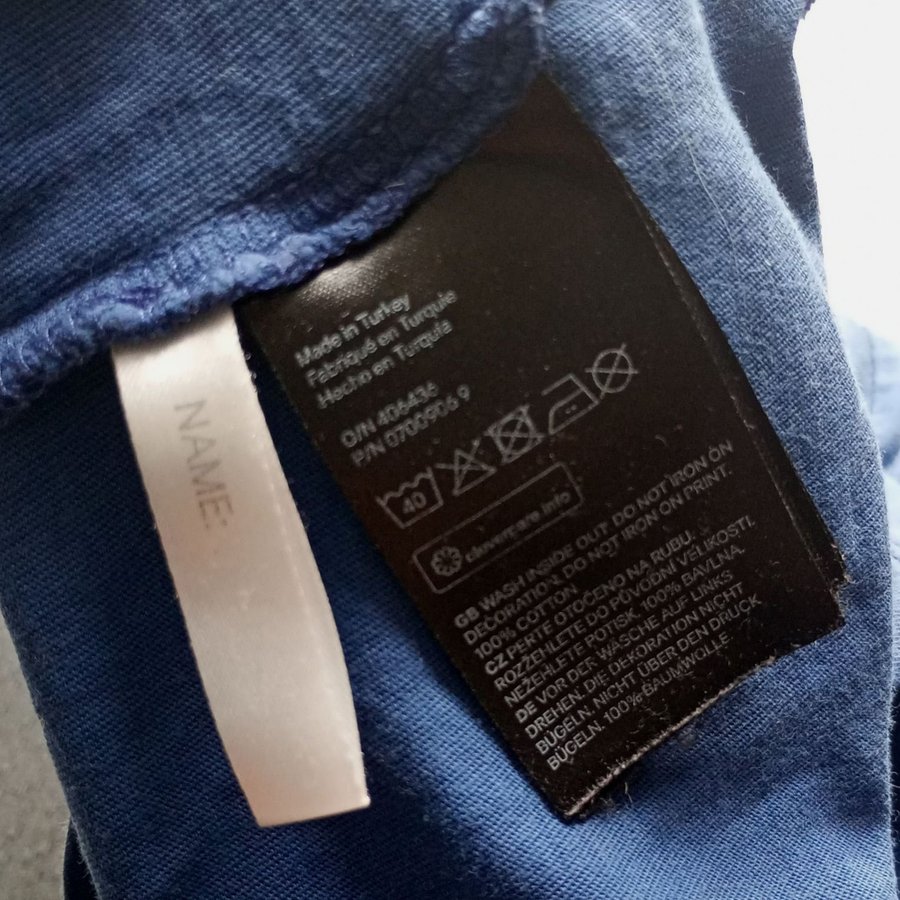 NAME:
Made in Turkey
Fabriqué en Turquie
Hecho en Turquía
O/N 406436
P/N 0700906 9
40
clevercare.info
GB WASH INSIDE OUT. DO NOT IRON ON
DECORATION. DO NOT IRON ON PRINT.
100% COTTON.
CZ PERTE OTOČENO NA RUBU.
ROZŽEHLETE DO PŮVODNÍ VELIKOSTI.
NEŽEHLETE POTISK. 100% BAVLNA.
DE VOR DER WÄSCHE AUF LINKS
DREHEN. DIE DEKORATION NICHT
BÜGELN. NICHT ÜBER DEN DRUCK
BÜGELN. 100% BAUMWOLLE